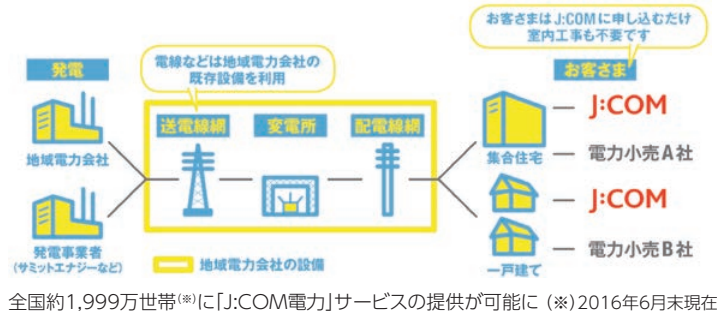 お客さまはJ:COMに申し込むだけ
室内工事も不要です
電線などは地域電力会社の
既存設備を利用
発電
お客さま
送電線網
変電所
配電線網
地域電力会社
発電事業者
(サミットエナジーなど)
地域電力会社の設備
集合住宅
J:COM
電力小売A社
J:COM
電力小売B社
一戸建て
全国約1,999万世帯(※)に「J:COM電力」サービスの提供が可能に (※)2016年6月末現在